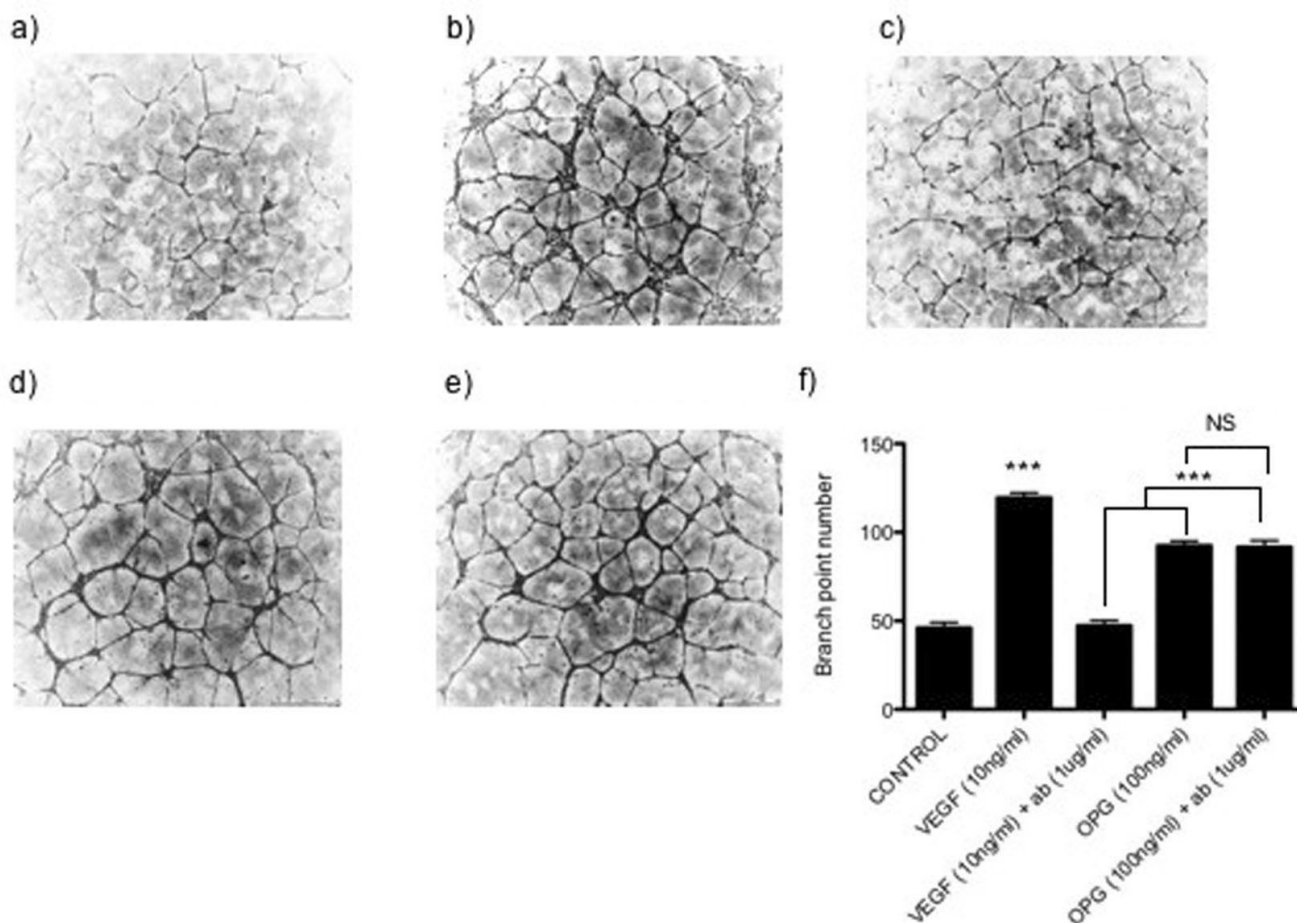 a)
b)
c)
d)
e)
f)
NS
***
***
150
100
50
0
Branch point number
CONTROL
VEGF (10ng/ml)
VEGF (10ng/ml) + ab (1ug/ml)
OPG (100ng/ml)
OPG (100ng/ml) + ab (1ug/ml)